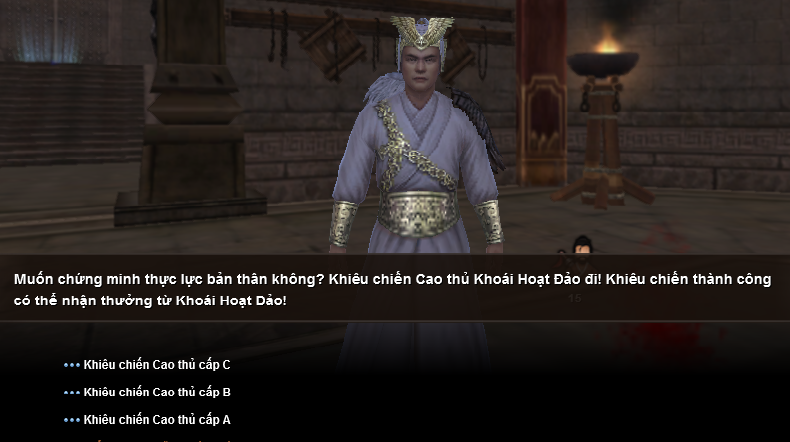 Muốn chứng minh thực lực bản thân không? Khiêu chiến Cao thủ Khoái Hoạt Đảo đi! Khiêu chiến thành công
có thể nhận thưởng từ Khoái Hoạt Dảo!
15
Khiêu chiến Cao thủ cấp C
Khiêu chiến Cao thủ cấp B
Khiêu chiến Cao thủ cấp A